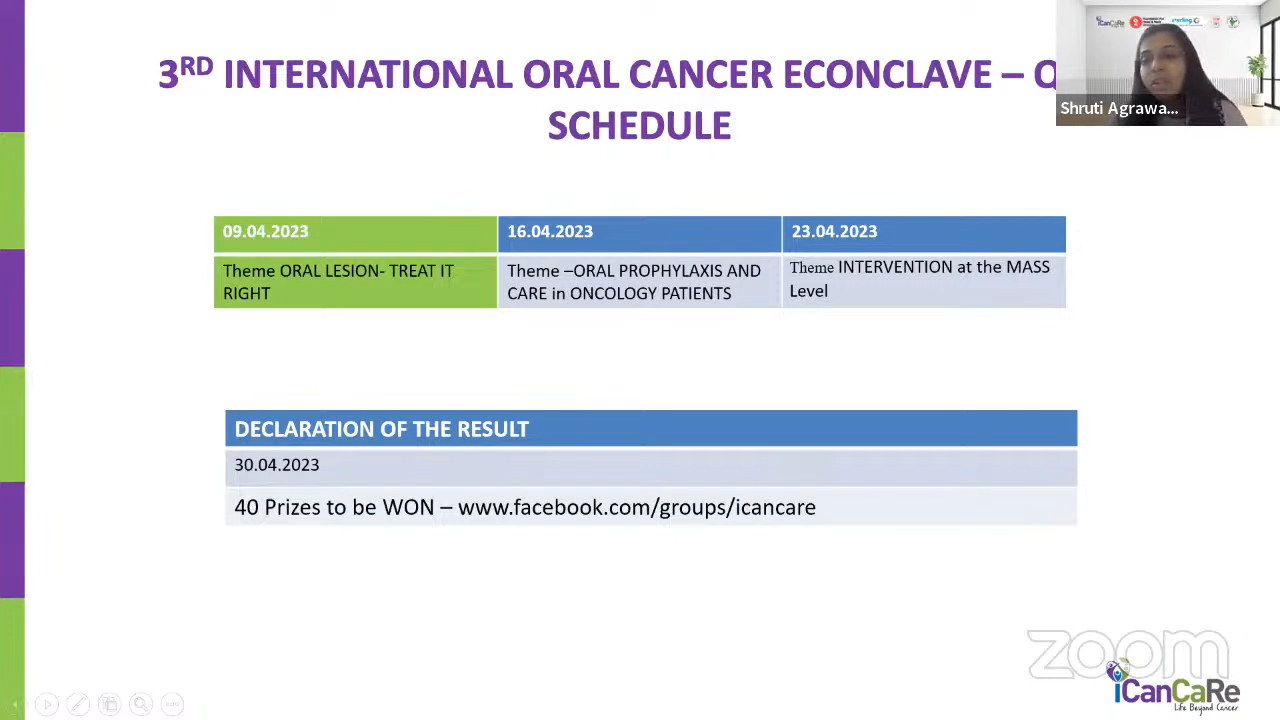 3RD INTERNATIONAL ORAL CANCER ECONCLAVE –
SCHEDULE
Shruti Agrawa...
iCanCaRe
09.04.2023
16.04.2023
23.04.2023
Theme ORAL LESION- TREAT IT
RIGHT
Theme –ORAL PROPHYLAXIS AND
CARE in ONCOLOGY PATIENTS
Theme INTERVENTION at the MASS
Level
DECLARATION OF THE RESULT
30.04.2023
40 Prizes to be WON – www.facebook.com/groups/icancare
zoom
iCanCaRe
Life Beyond Cancer